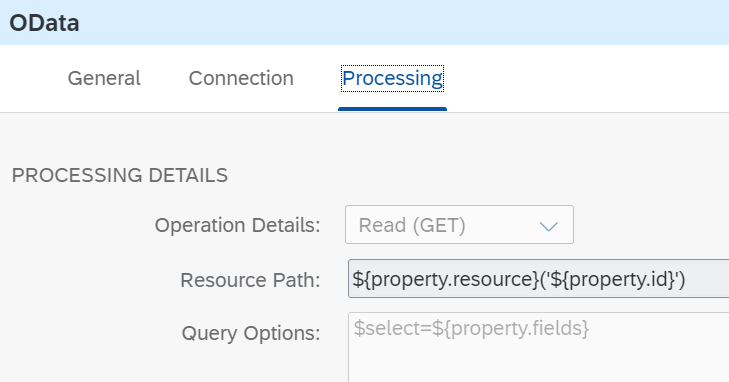 OData
General Connection Processing
PROCESSING DETAILS
Operation Details: Read (GET)
Resource Path: ${property.resource}('${property.id}')
Query Options: $select=${property.fields}